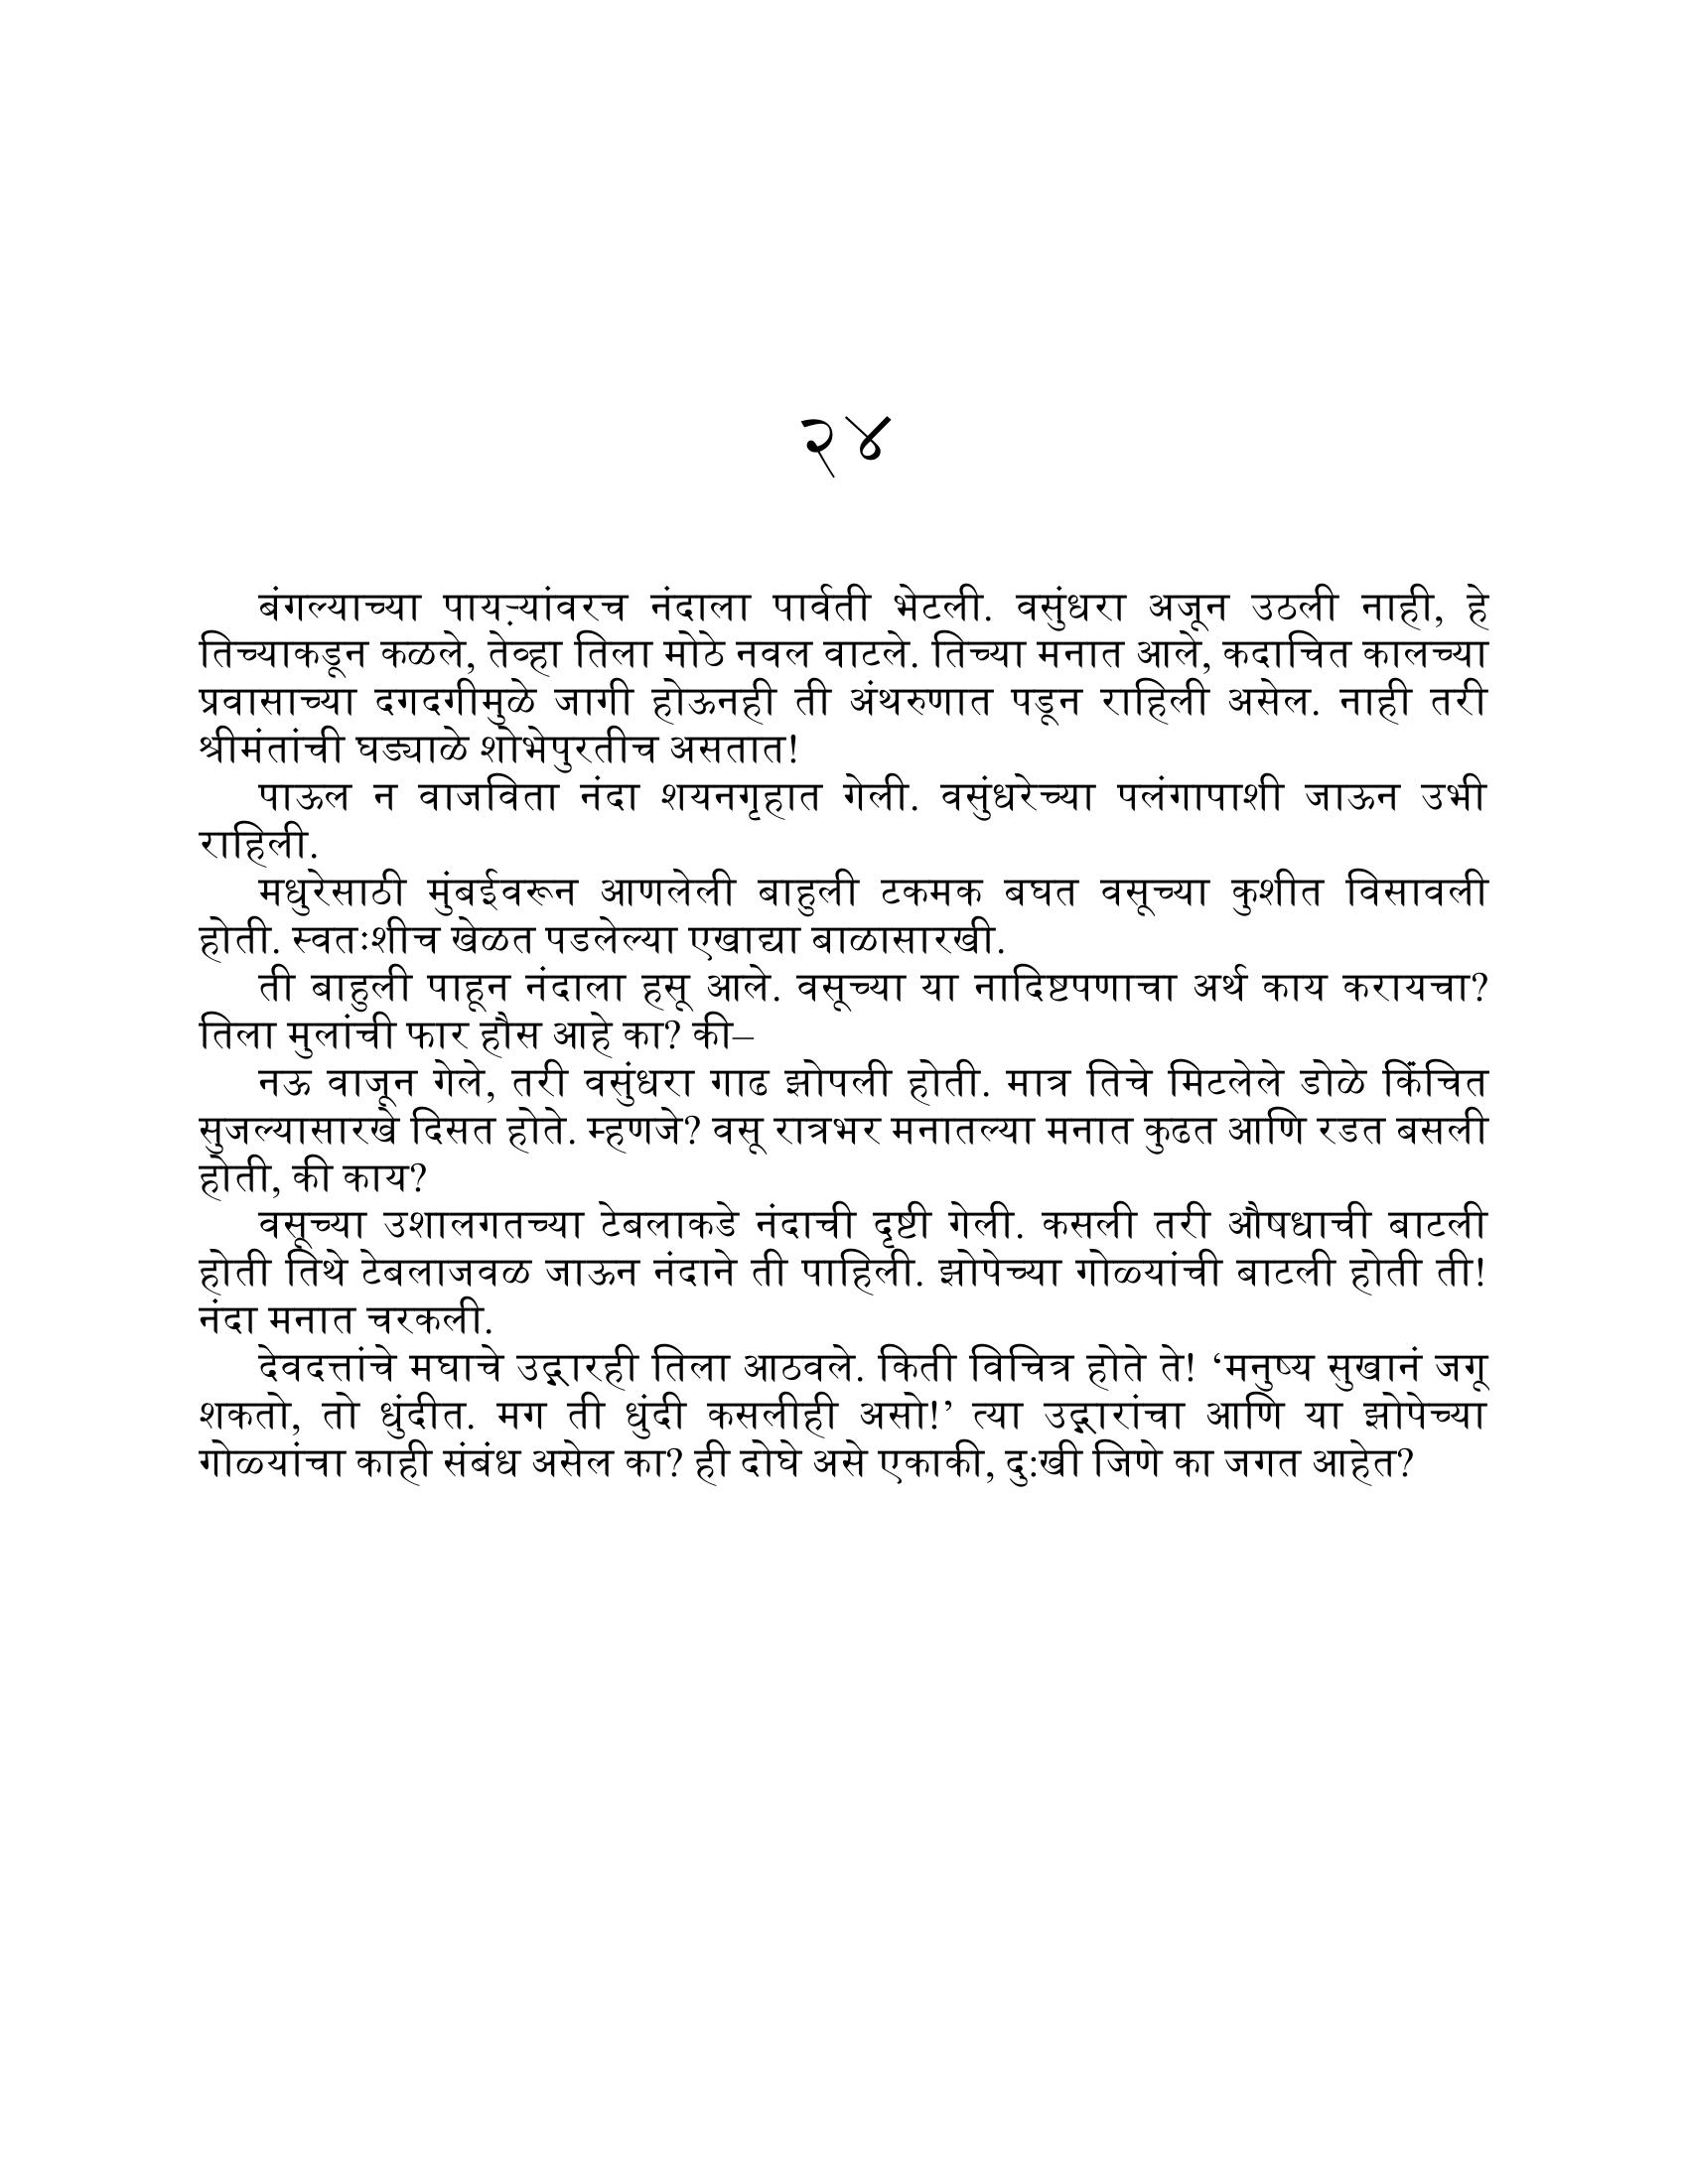 २४
बंगल्याच्या पायऱ्यांवरच नंदाला पार्वती भेटली. वसुंधरा अजून उठली नाही, हे
तिच्याकडून कळले, तेव्हा तिला मोठे नवल वाटले. तिच्या मनात आले, कदाचित कालच्या
प्रवासाच्या दगदगीमुळे जागी होऊनही ती अंथरुणात पडून राहिली असेल. नाही तरी
श्रीमंतांची घड्याळे शोभेपुरतीच असतात!
पाऊल न वाजविता नंदा शयनगृहात गेली. वसुंधरेच्या पलंगापाशी जाऊन उभी
राहिली.
मधुरेसाठी मुंबईवरून आणलेली बाहुली टकमक बघत वसूच्या कुशीत विसावली
होती. स्वतःशीच खेळत पडलेल्या एखाद्या बाळासारखी.
ती बाहुली पाहून नंदाला हसू आले. वसूच्या या नादिष्टपणाचा अर्थ काय करायचा?
तिला मुलांची फार हौस आहे का? की–
नऊ वाजून गेले, तरी वसुंधरा गाढ झोपली होती. मात्र तिचे मिटलेले डोळे किंचित
सुजल्यासारखे दिसत होते. म्हणजे? वसू रात्रभर मनातल्या मनात कुढत आणि रडत बसली
होती, की काय?
वसूच्या उशालगतच्या टेबलाकडे नंदाची दृष्टी गेली. कसली तरी औषधाची बाटली
होती तिथे टेबलाजवळ जाऊन नंदाने ती पाहिली. झोपेच्या गोळ्यांची बाटली होती ती!
नंदा मनात चरकली.
देवदत्तांचे मघाचे उद्गारही तिला आठवले. किती विचित्र होते ते! ‘मनुष्य सुखानं जगू
शकतो, तो धुंदीत. मग ती धुंदी कसलीही असो!’ त्या उद्गारांचा आणि या झोपेच्या
गोळ्यांचा काही संबंध असेल का? ही दोघे असे एकाकी, दु:खी जिणे का जगत आहेत?